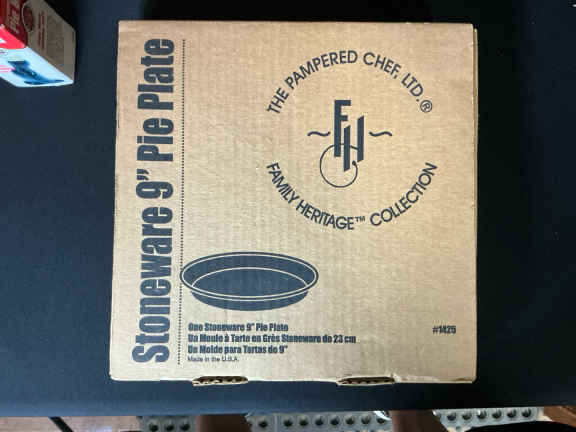 Stoneware 9" Pie Plate
THE PAMPERED CHEF, LTD.®
FH
FAMILY HERITAGE™ COLLECTION
One Stoneware 9" Pie Plate
Un Moule à Tarte en Grès Stoneware de 23 cm
Un Molde para Tartas de 9"
Made in the U.S.A.
#1425